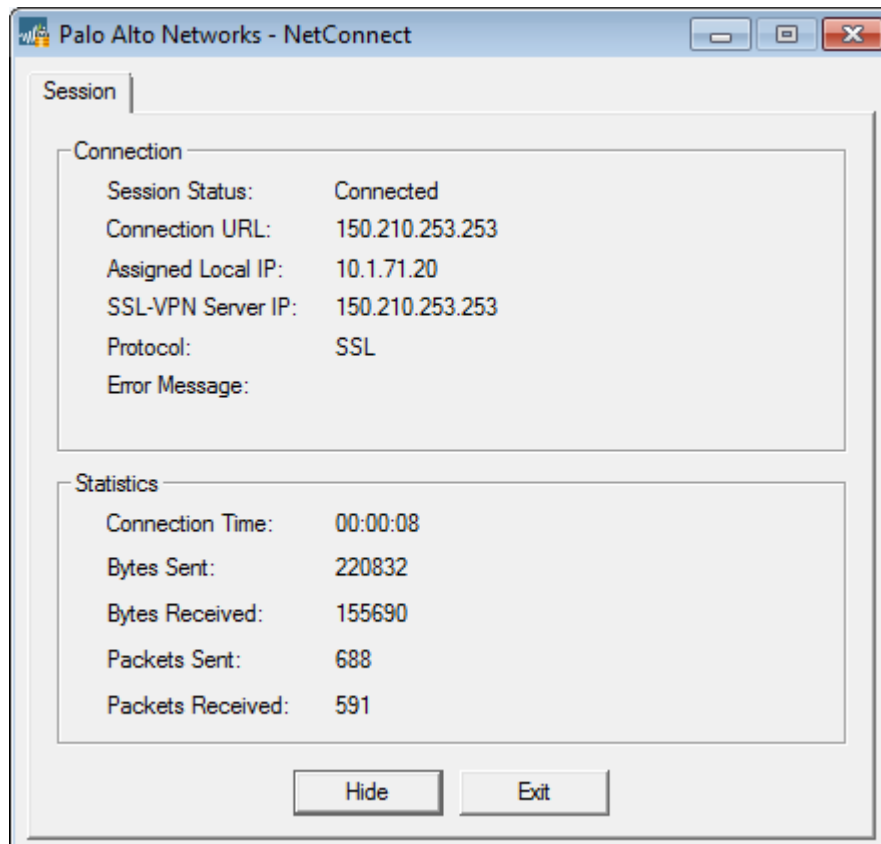 Palo Alto Networks - NetConnect
Session
Connection
Session Status: Connected
Connection URL: 150.210.253.253
Assigned Local IP: 10.1.71.20
SSL-VPN Server IP: 150.210.253.253
Protocol: SSL
Error Message:
Statistics
Connection Time: 00:00:08
Bytes Sent: 220832
Bytes Received: 155690
Packets Sent: 688
Packets Received: 591
Hide Exit